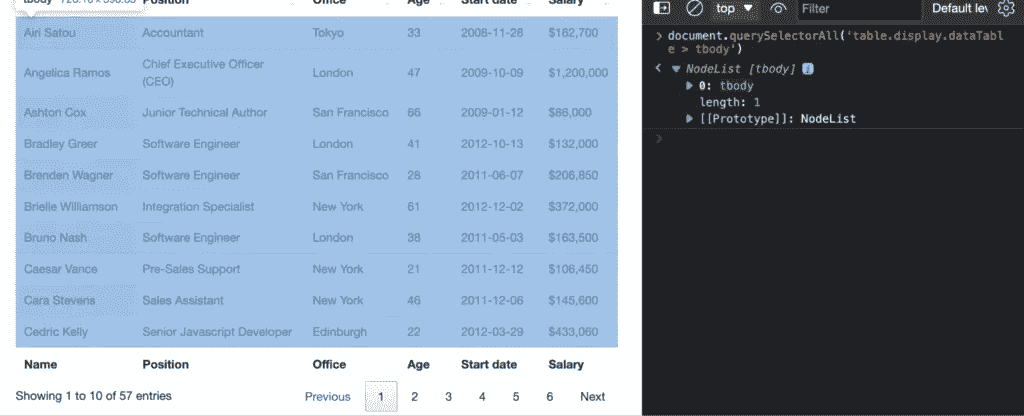 Position Office Age Start date Salary
Airi Satou Accountant Tokyo 33 2008-11-28 $162,700
Angelica Ramos Chief Executive Officer (CEO) London 47 2009-10-09 $1,200,000
Ashton Cox Junior Technical Author San Francisco 66 2009-01-12 $86,000
Bradley Greer Software Engineer London 41 2012-10-13 $132,000
Brenden Wagner Software Engineer San Francisco 28 2011-06-07 $206,850
Brielle Williamson Integration Specialist New York 61 2012-12-02 $372,000
Bruno Nash Software Engineer London 38 2011-05-03 $163,500
Caesar Vance Pre-Sales Support New York 21 2011-12-12 $106,450
Cara Stevens Sales Assistant New York 46 2011-12-06 $145,600
Cedric Kelly Senior Javascript Developer Edinburgh 22 2012-03-29 $433,060
Name Position Office Age Start date Salary
Showing 1 to 10 of 57 entries Previous 1 2 3 4 5 6 Next
top Filter Default lev
> document.querySelectorAll('table.display.dataTabl
e > tbody')
< ▼ NodeList [tbody] i
▶ 0: tbody
length: 1
▶ [[Prototype]]: NodeList
>